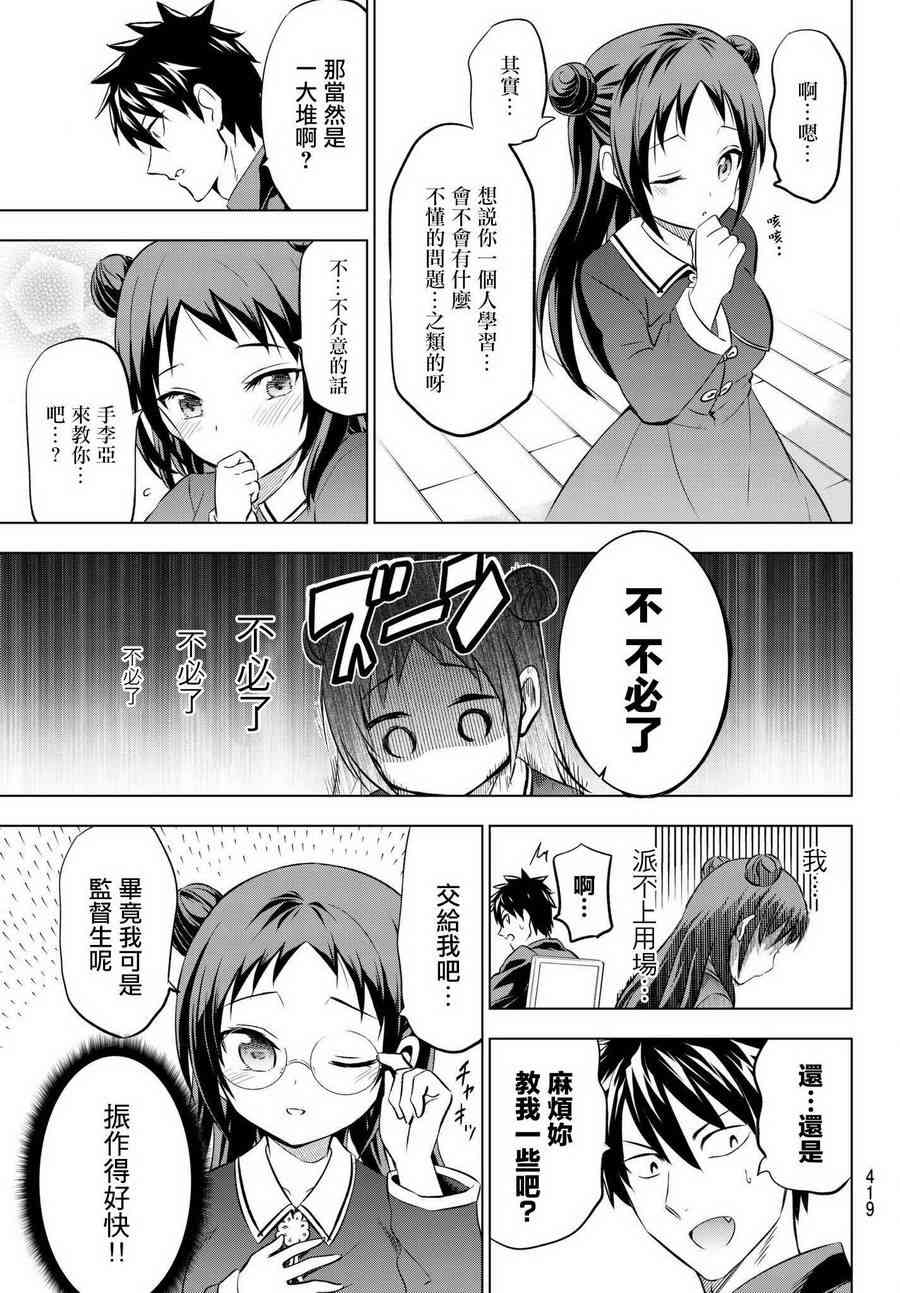 啊…嗯…
咳咳…
其實…
想說你一個人學習…
會不會有什麼
不懂的問題…之類的呀
那當然是
一大堆啊？
不…不介意的話
手李亞
來教你…
吧…？
不 不必了
ズーン
不必了
不必了
不必了
我…
派不上用場…
啊…
還…還是
麻煩妳
教我一些吧？
交給我吧…
畢竟我可是
監督生呢
チャッ
振作得好快!!
419